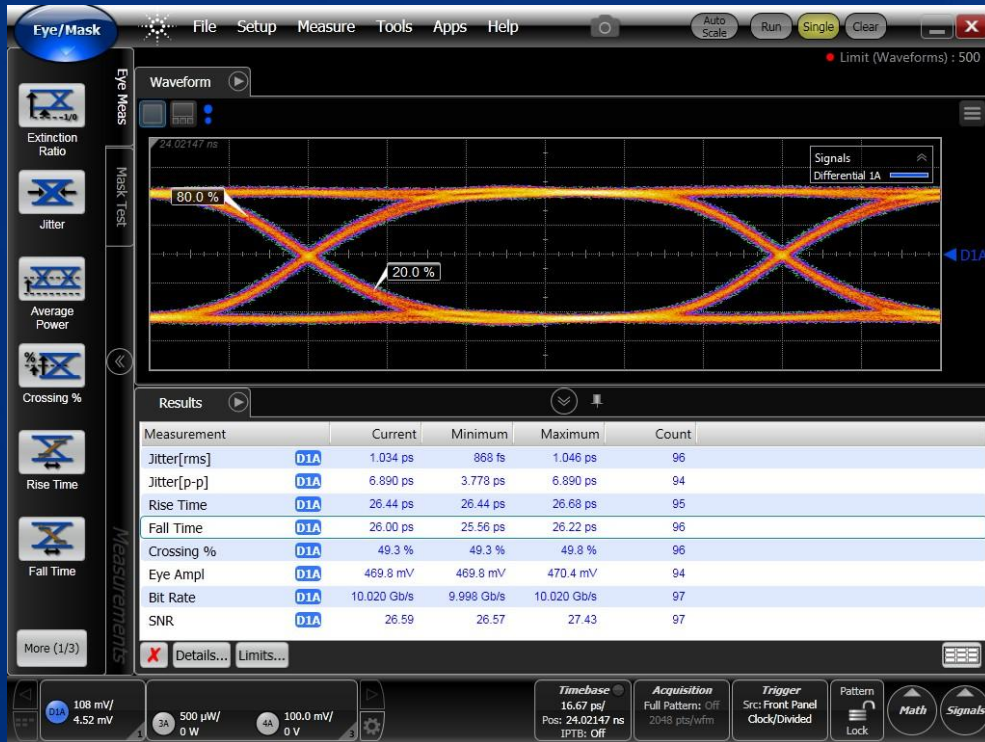 Eye/Mask
File Setup Measure Tools Apps Help
Auto Scale
Run
Single
Clear
Limit (Waveforms) : 500
Eye Meas
Mask Test
Extinction
Ratio
Jitter
Average
Power
Crossing %
Rise Time
Fall Time
More (1/3)
Measurements
Waveform
24.02147 ns
Signals
Differential 1A
80.0 %
20.0 %
D1A
Results
Measurement Current Minimum Maximum Count
Jitter[rms] D1A 1.034 ps 868 fs 1.046 ps 96
Jitter[p-p] D1A 6.890 ps 3.778 ps 6.890 ps 94
Rise Time D1A 26.44 ps 26.44 ps 26.68 ps 95
Fall Time D1A 26.00 ps 25.56 ps 26.22 ps 96
Crossing % D1A 49.3 % 49.3 % 49.8 % 96
Eye Ampl D1A 469.8 mV 469.8 mV 470.4 mV 94
Bit Rate D1A 10.020 Gb/s 9.998 Gb/s 10.020 Gb/s 97
SNR D1A 26.59 26.57 27.43 97
Details... Limits...
D1A 108 mV/
4.52 mV
1
3A 500 µW/
0 W
4A 100.0 mV/
0 V
3
Timebase
16.67 ps/
Pos: 24.02147 ns
IPTB: Off
Acquisition
Full Pattern: Off
2048 pts/wfm
Trigger
Src: Front Panel
Clock/Divided
Pattern
Lock
Math
Signals